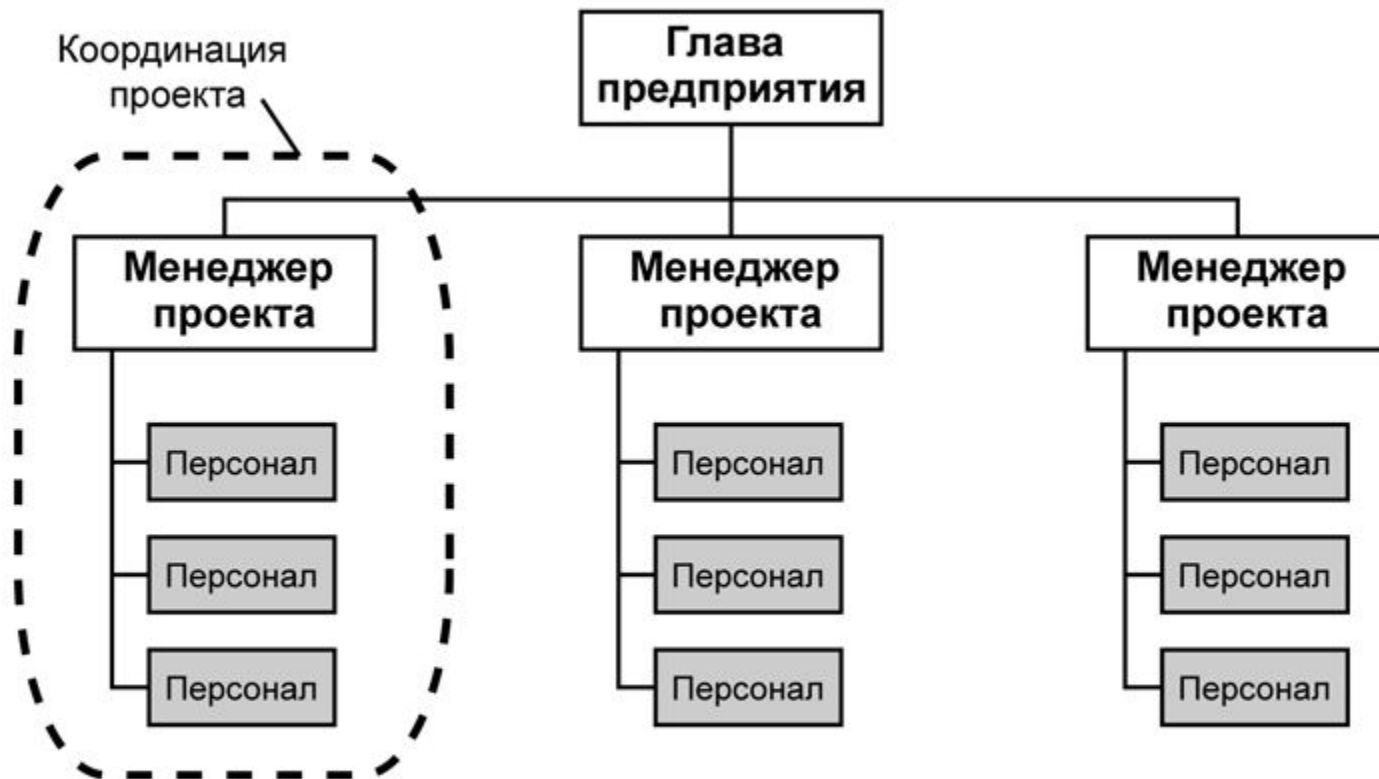 Координация
проекта
Глава
предприятия
Менеджер
проекта
Менеджер
проекта
Менеджер
проекта
Персонал
Персонал
Персонал
Персонал
Персонал
Персонал
Персонал
Персонал
Персонал